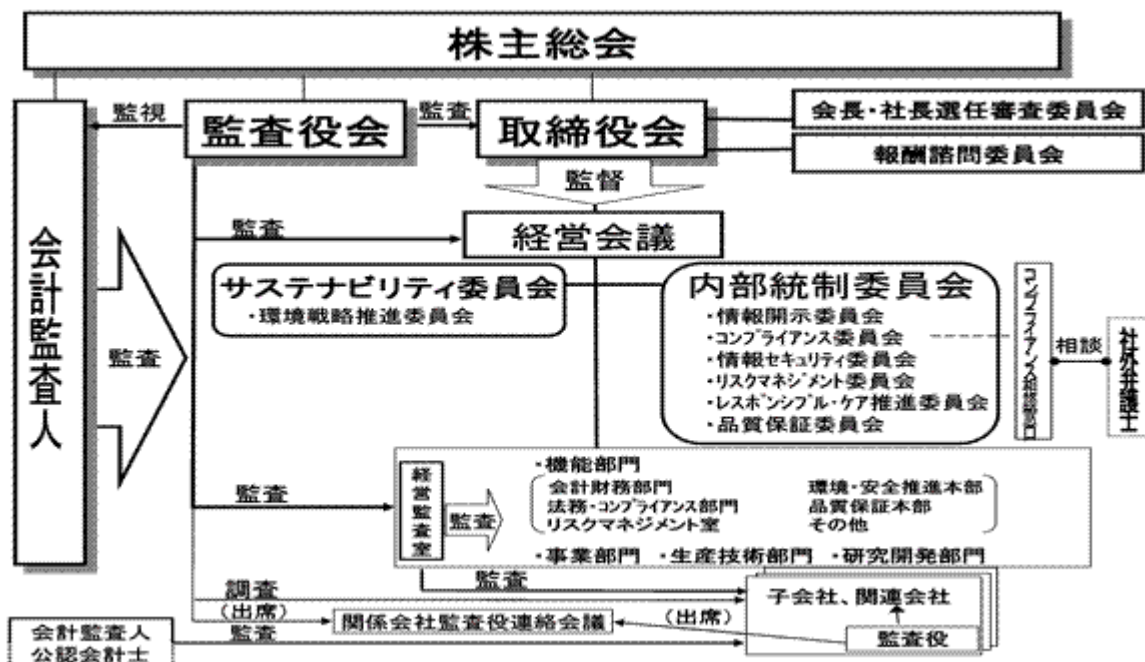 株主総会
監視
監査役会
監査
取締役会
会長・社長選任審査委員会
報酬諮問委員会
監督
会計監査人
監査
監査
経営会議
サステナビリティ委員会
・環境戦略推進委員会
内部統制委員会
・情報開示委員会
・コンプライアンス委員会
・情報セキュリティ委員会
・リスクマネジメント委員会
・レスポンシブル・ケア推進委員会
・品質保証委員会
相談
社外弁護士
監査
経営監査室
監査
・機能部門
会計財務部門
環境・安全推進本部
法務・コンプライアンス部門
品質保証本部
リスクマネジメント室
その他
・事業部門 ・生産技術部門 ・研究開発部門
監査
調査
(出席)
関係会社監査役連絡会議
(出席)
子会社、関連会社
監査役
会計監査人
公認会計士
監査